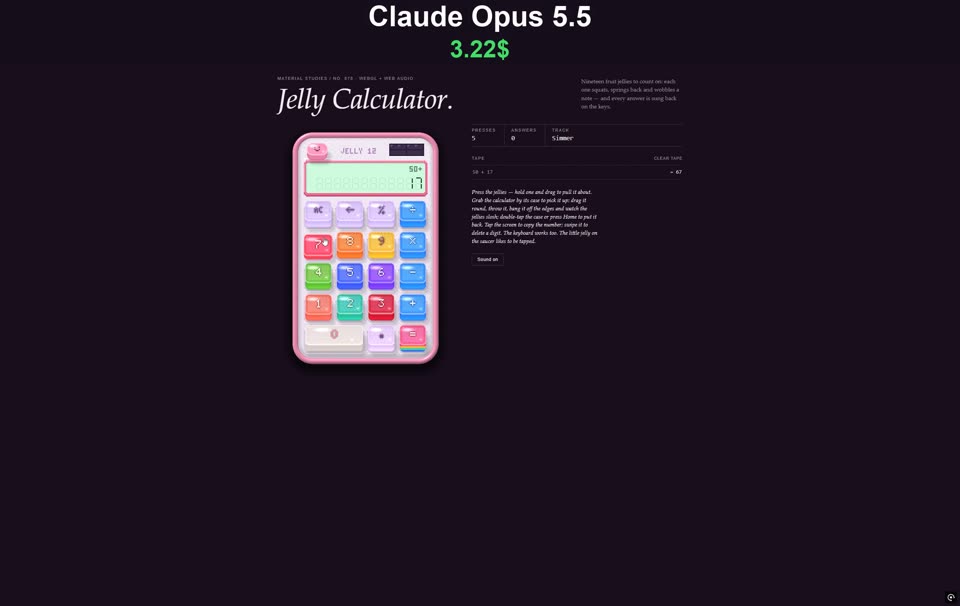 Claude Opus 5.5
3.22$
MATERIAL STUDIES / NO. 078 WEBGL + WEB AUDIO
Jelly Calculator.
Nineteen fruit jellies to count on: each
one squats, springs back and wobbles a
note — and every answer is sung back
on the keys.
PRESSES ANSWERS TRACK
5 0 Simmer
TAPE CLEAR TAPE
50 + 17 = 67
Press the jellies — hold one and drag to pull it about.
Grab the calculator by its case to pick it up: drag it
round, throw it, hang it off the edges and watch the
jellies slosh; double-tap the case or press Home to put it
back. Tap the screen to copy the number; swipe it to
delete a digit. The keyboard works too. The little jelly on
the saucer likes to be tapped.
Sound on
JELLY 12
50+
17
AC ← % ÷
7 8 9 ×
4 5 6 −
1 2 3 +
0 . =